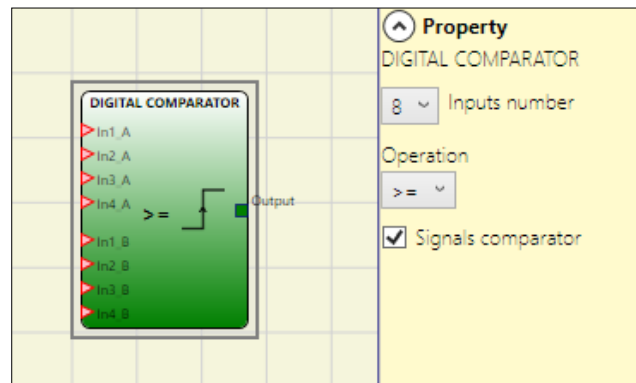 DIGITAL COMPARATOR
In1_A
In2_A
In3_A
In4_A
>=
Output
In1_B
In2_B
In3_B
In4_B
Property
DIGITAL COMPARATOR
8 Inputs number
Operation
>=
Signals comparator